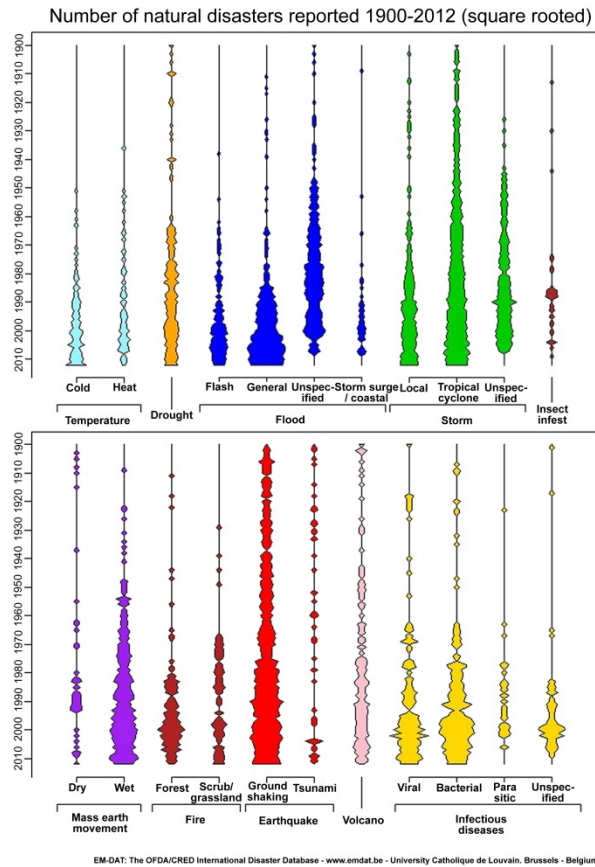 Number of natural disasters reported 1900-2012 (square rooted)
1900
1910
1920
1930
1940
1950
1960
1970
1980
1990
2000
2010
Cold
Heat
Temperature
Drought
Flash
General
Unspec-
ified
Storm surge
/ coastal
Flood
Local
Tropical
cyclone
Unspec-
ified
Storm
Insect
infest
1900
1910
1920
1930
1940
1950
1960
1970
1980
1990
2000
2010
Dry
Wet
Mass earth
movement
Forest
Scrub/
grassland
Fire
Ground
shaking
Tsunami
Earthquake
Volcano
Viral
Bacterial
Para
sitic
Unspec-
ified
Infectious
diseases
EM-DAT: The OFDA/CRED International Disaster Database - www.emdat.be - University Catholique de Louvain. Brussels - Belgium